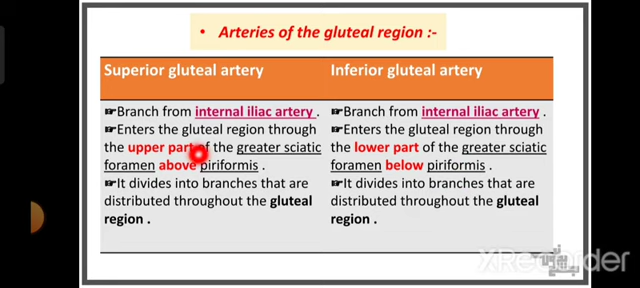 • Arteries of the gluteal region :-
Superior gluteal artery
☛Branch from internal iliac artery .
☛Enters the gluteal region through
the upper part of the greater sciatic
foramen above piriformis .
☛It divides into branches that are
distributed throughout the gluteal
region .
Inferior gluteal artery
☛Branch from internal iliac artery .
☛Enters the gluteal region through
the lower part of the greater sciatic
foramen below piriformis .
☛It divides into branches that are
distributed throughout the gluteal
region .
XRecorder